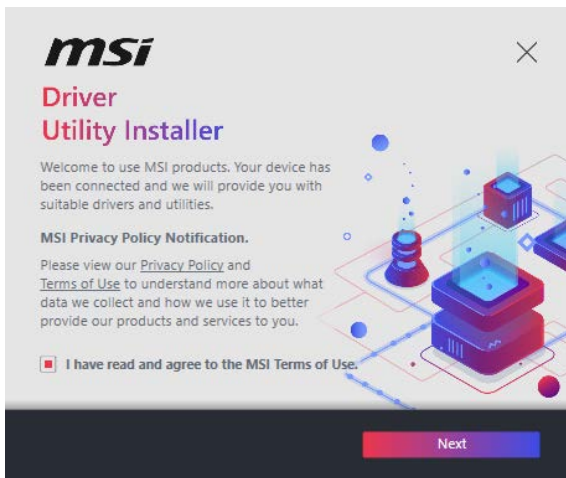 msi
Driver
Utility Installer
Welcome to use MSI products. Your device has
been connected and we will provide you with
suitable drivers and utilities.
MSI Privacy Policy Notification.
Please view our Privacy Policy and
Terms of Use to understand more about what
data we collect and how we use it to better
provide our products and services to you.
I have read and agree to the MSI Terms of Use.
Next